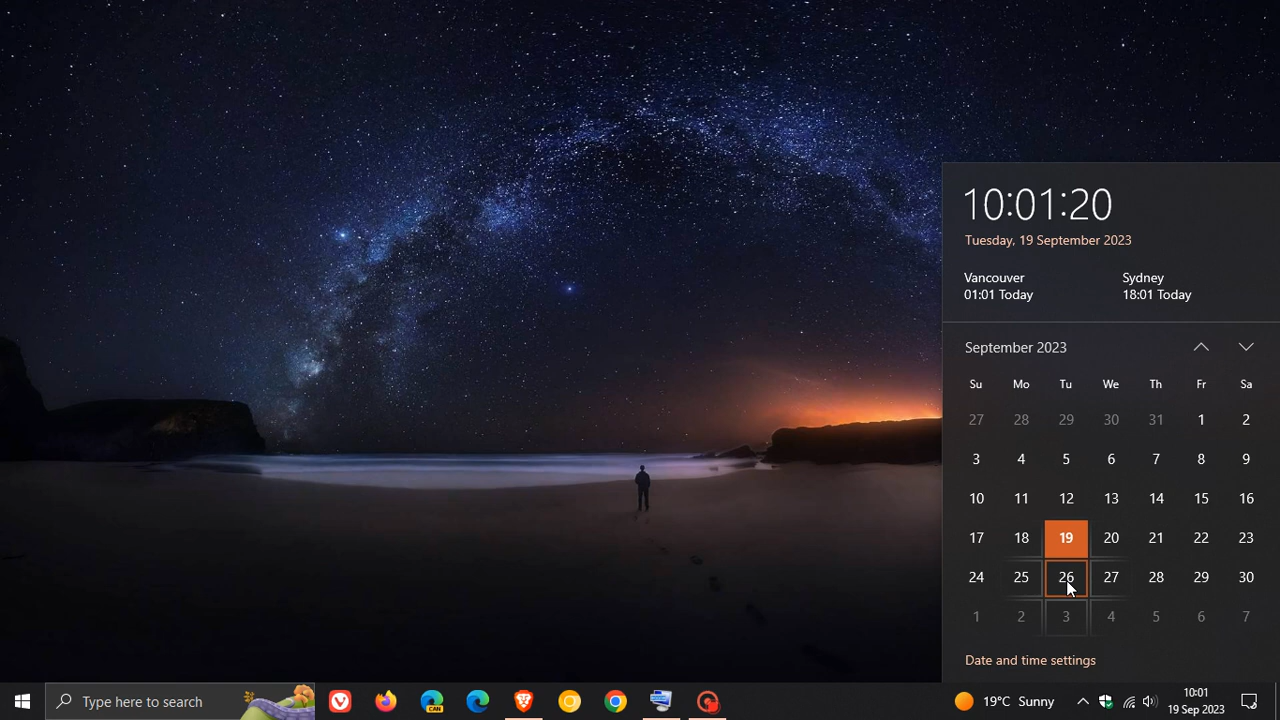 10:01:20
Tuesday, 19 September 2023
Vancouver Sydney
01:01 Today 18:01 Today
September 2023
Su Mo Tu We Th Fr Sa
27 28 29 30 31 1 2
3 4 5 6 7 8 9
10 11 12 13 14 15 16
17 18 19 20 21 22 23
24 25 26 27 28 29 30
1 2 3 4 5 6 7
Date and time settings
Type here to search
CAN
19°C Sunny
10:01
19 Sep 2023